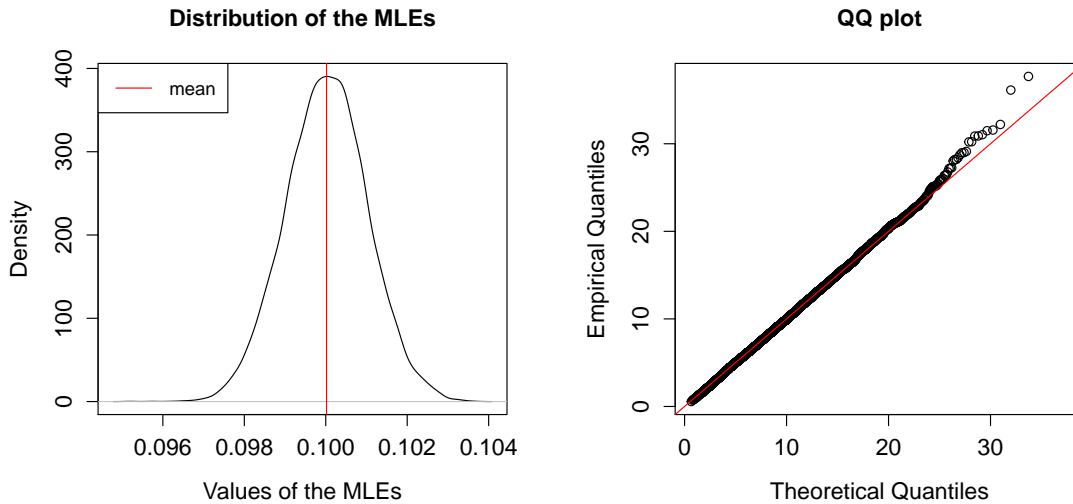 Distribution of the MLEs
mean
Density
0
100
200
300
400
0.096
0.098
0.100
0.102
0.104
Values of the MLEs
QQ plot
Empirical Quantiles
0
10
20
30
0
10
20
30
Theoretical Quantiles